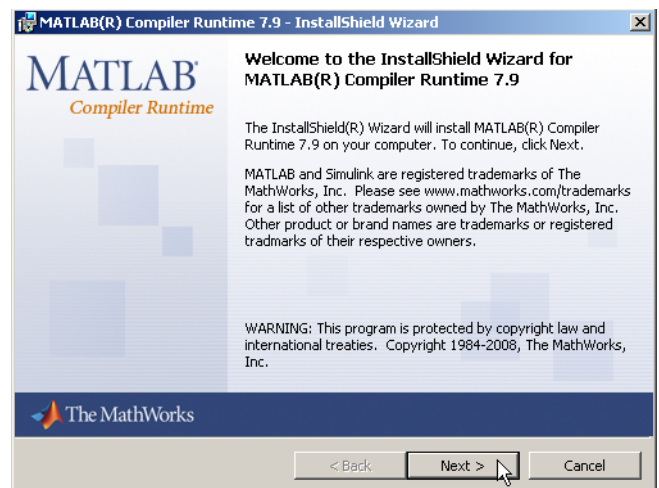 MATLAB(R) Compiler Runtime 7.9 - InstallShield Wizard
MATLAB®
Compiler Runtime
Welcome to the InstallShield Wizard for
MATLAB(R) Compiler Runtime 7.9
The InstallShield(R) Wizard will install MATLAB(R) Compiler
Runtime 7.9 on your computer. To continue, click Next.
MATLAB and Simulink are registered trademarks of The
MathWorks, Inc. Please see www.mathworks.com/trademarks
for a list of other trademarks owned by The MathWorks, Inc.
Other product or brand names are trademarks or registered
tradmarks of their respective owners.
WARNING: This program is protected by copyright law and
international treaties. Copyright 1984-2008, The MathWorks,
Inc.
The MathWorks
< Back
Next >
Cancel